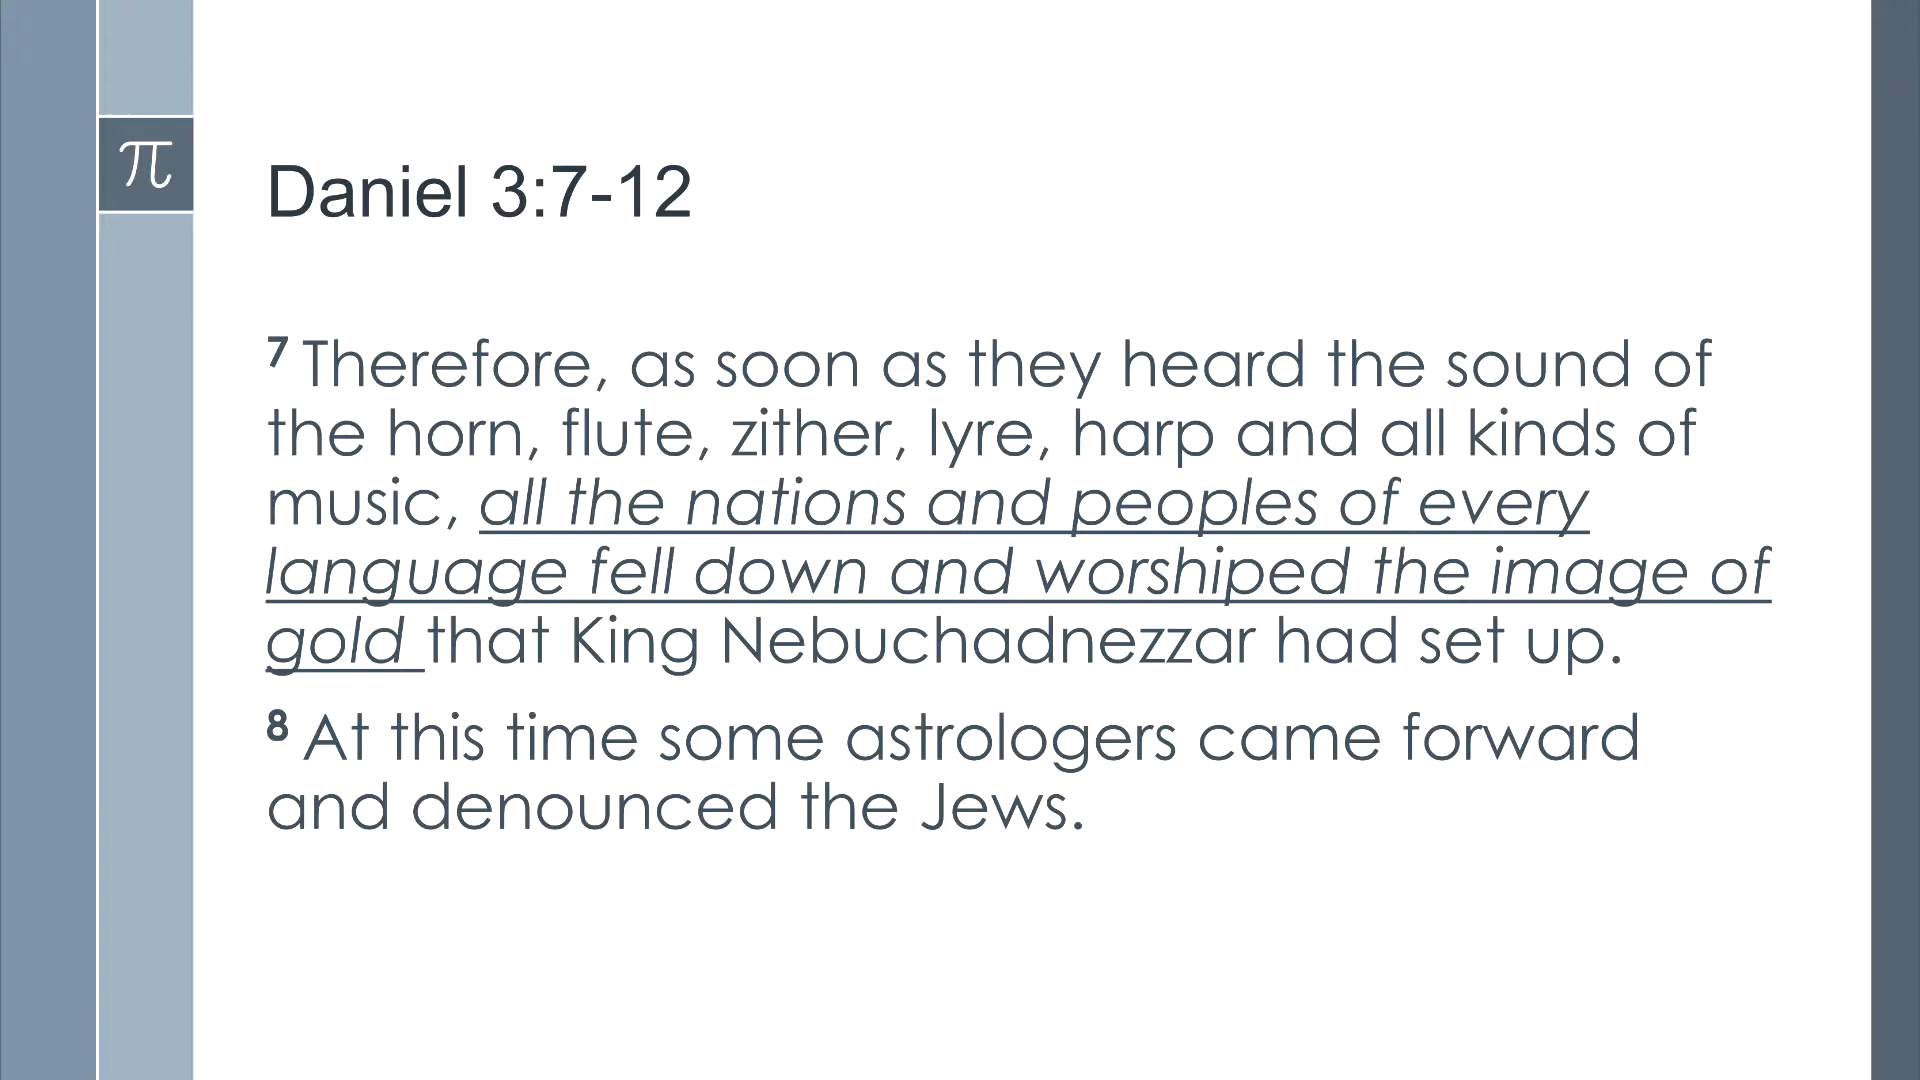 π
Daniel 3:7-12
7 Therefore, as soon as they heard the sound of
the horn, flute, zither, lyre, harp and all kinds of
music, all the nations and peoples of every
language fell down and worshiped the image of
gold that King Nebuchadnezzar had set up.
8 At this time some astrologers came forward
and denounced the Jews.